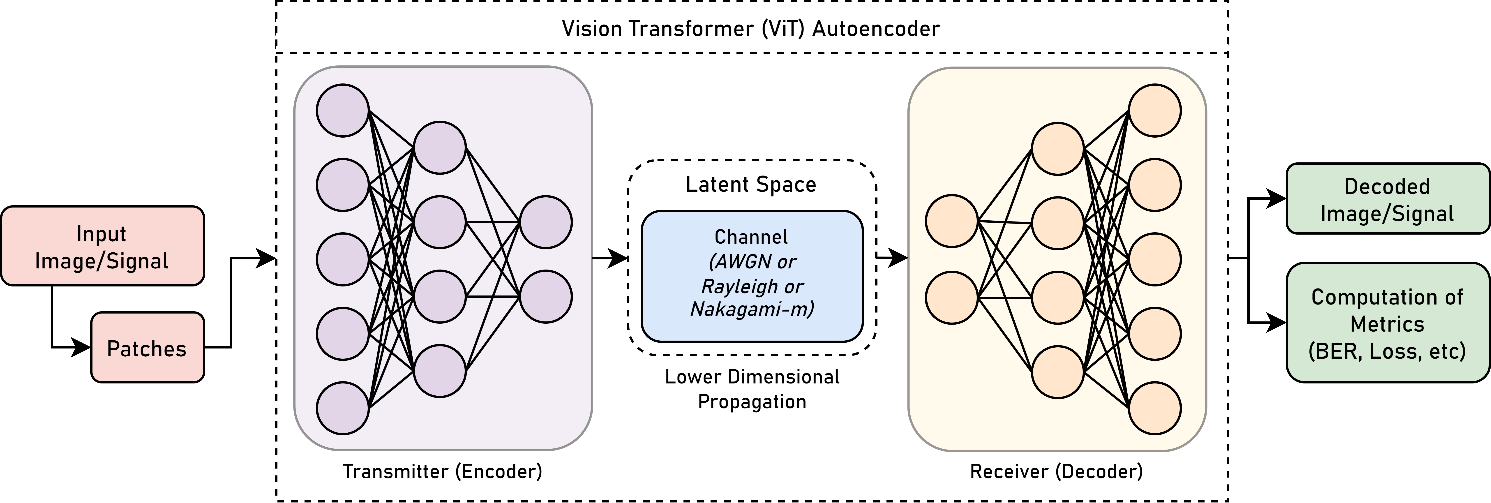 Vision Transformer (ViT) Autoencoder
Input
Image/Signal
Patches
Transmitter (Encoder)
Latent Space
Channel
(AWGN or
Rayleigh or
Nakagami-m)
Lower Dimensional
Propagation
Receiver (Decoder)
Decoded
Image/Signal
Computation of
Metrics
(BER, Loss, etc)